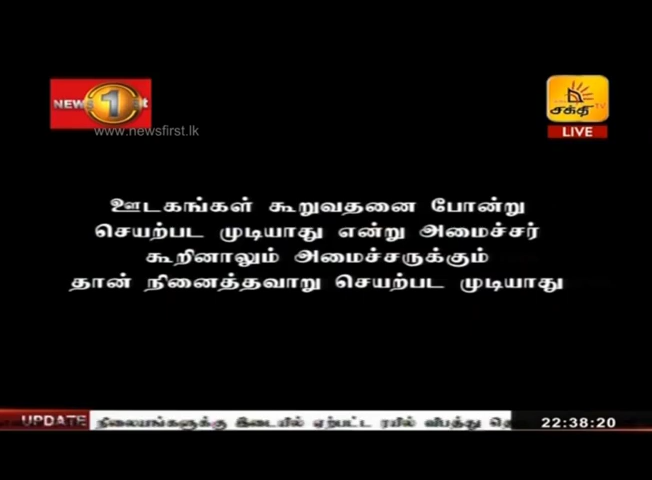 NEWS 1st
www.newsfirst.lk
சக்தி TV
LIVE
ஊடகங்கள் கூறுவதனை போன்று
செயற்பட முடியாது என்று அமைச்சர்
கூறினாலும் அமைச்சருக்கும்
தான் நினைத்தவாறு செயற்பட முடியாது
UPDATE நிலையங்களுக்கு இடையில் ஏற்பட்ட ரயில் விபத்து
22:38:20